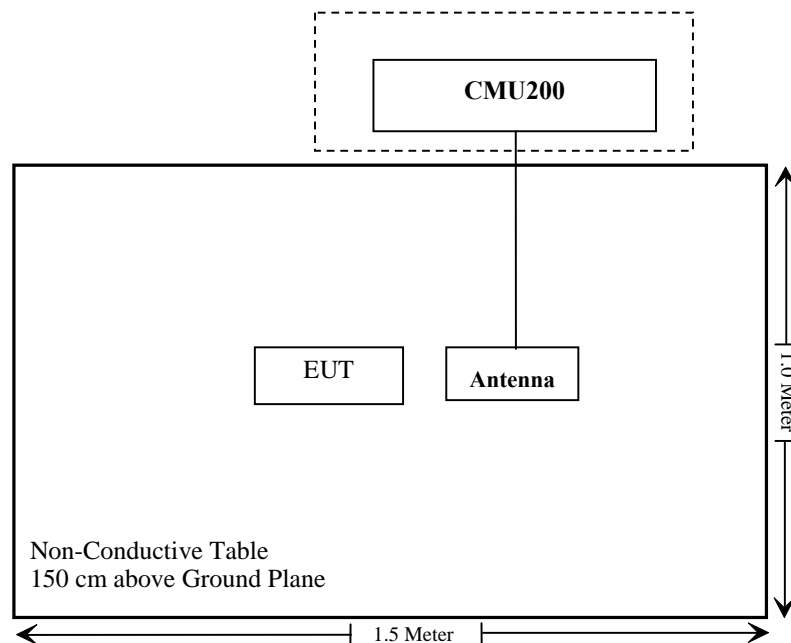 CMU200
EUT
Antenna
1.0 Meter
Non-Conductive Table
150 cm above Ground Plane
1.5 Meter